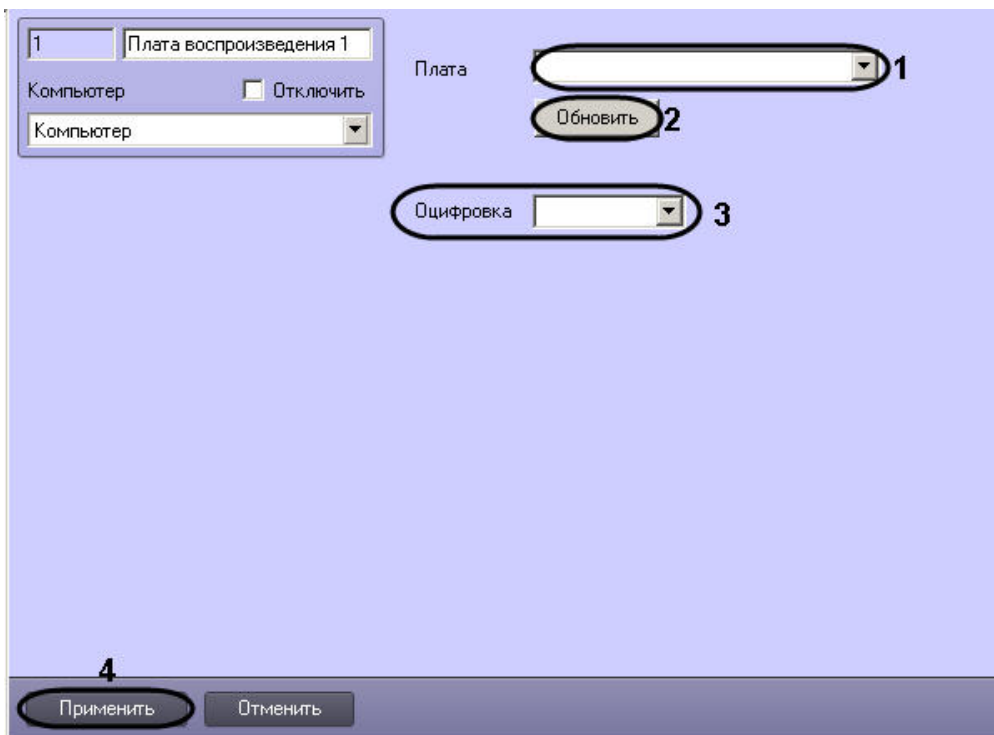 1 Плата воспроизведения 1
Компьютер Отключить
Компьютер
Плата 1
Обновить 2
Оцифровка 3
4
Применить Отменить